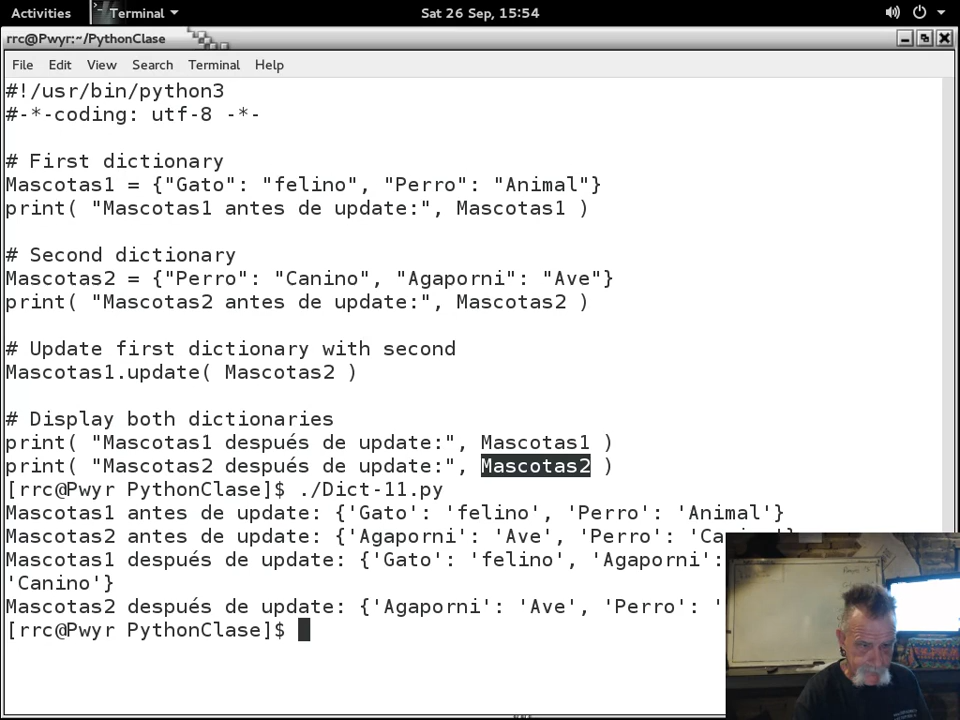 Activities Terminal Sat 26 Sep, 15:54
rrc@Pwyr:~/PythonClase
File Edit View Search Terminal Help
#!/usr/bin/python3
#-*-coding: utf-8 -*-
# First dictionary
Mascotas1 = {"Gato": "felino", "Perro": "Animal"}
print( "Mascotas1 antes de update:", Mascotas1 )
# Second dictionary
Mascotas2 = {"Perro": "Canino", "Agaporni": "Ave"}
print( "Mascotas2 antes de update:", Mascotas2 )
# Update first dictionary with second
Mascotas1.update( Mascotas2 )
# Display both dictionaries
print( "Mascotas1 después de update:", Mascotas1 )
print( "Mascotas2 después de update:", Mascotas2 )
[rrc@Pwyr PythonClase]$ ./Dict-11.py
Mascotas1 antes de update: {'Gato': 'felino', 'Perro': 'Animal'}
Mascotas2 antes de update: {'Agaporni': 'Ave', 'Perro': 'Canino'}
Mascotas1 después de update: {'Gato': 'felino', 'Agaporni':
'Canino'}
Mascotas2 después de update: {'Agaporni': 'Ave', 'Perro': '
[rrc@Pwyr PythonClase]$